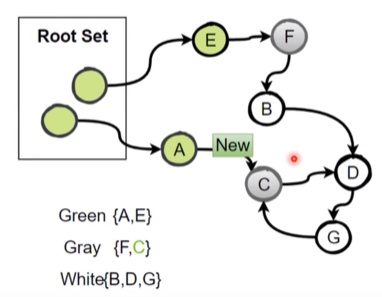 Root Set
E
F
B
A
New
C
D
G
Green {A,E}
Gray {F,C}
White{B,D,G}